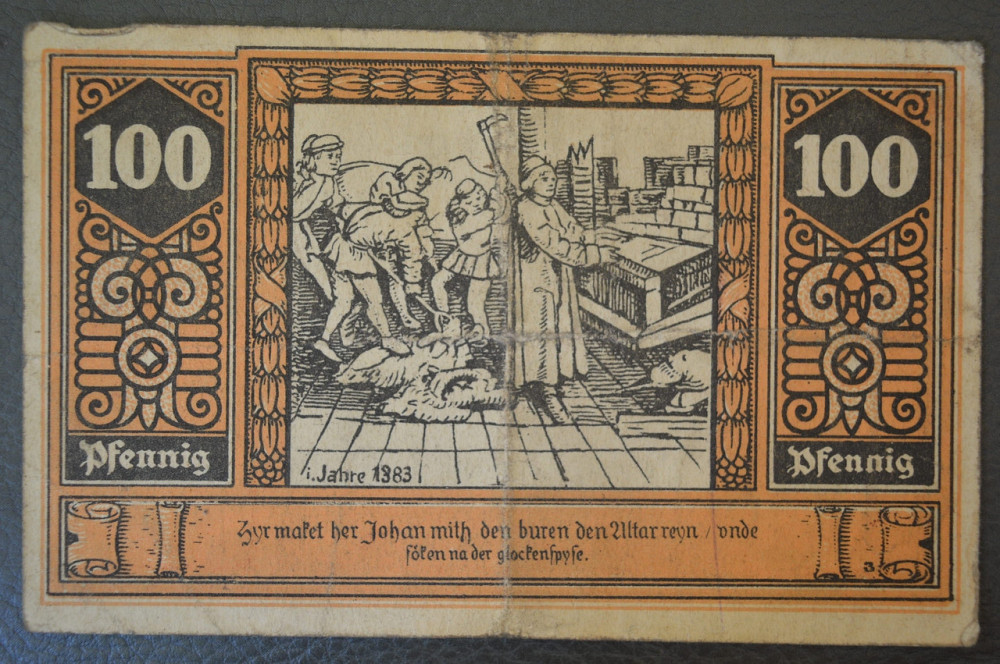 100
100
Pfennig
Pfennig
i. Jahre 1383
Hyr maket her Johan mith den buren den Altar reyn / vnde
söken na der glockenspyse.
3